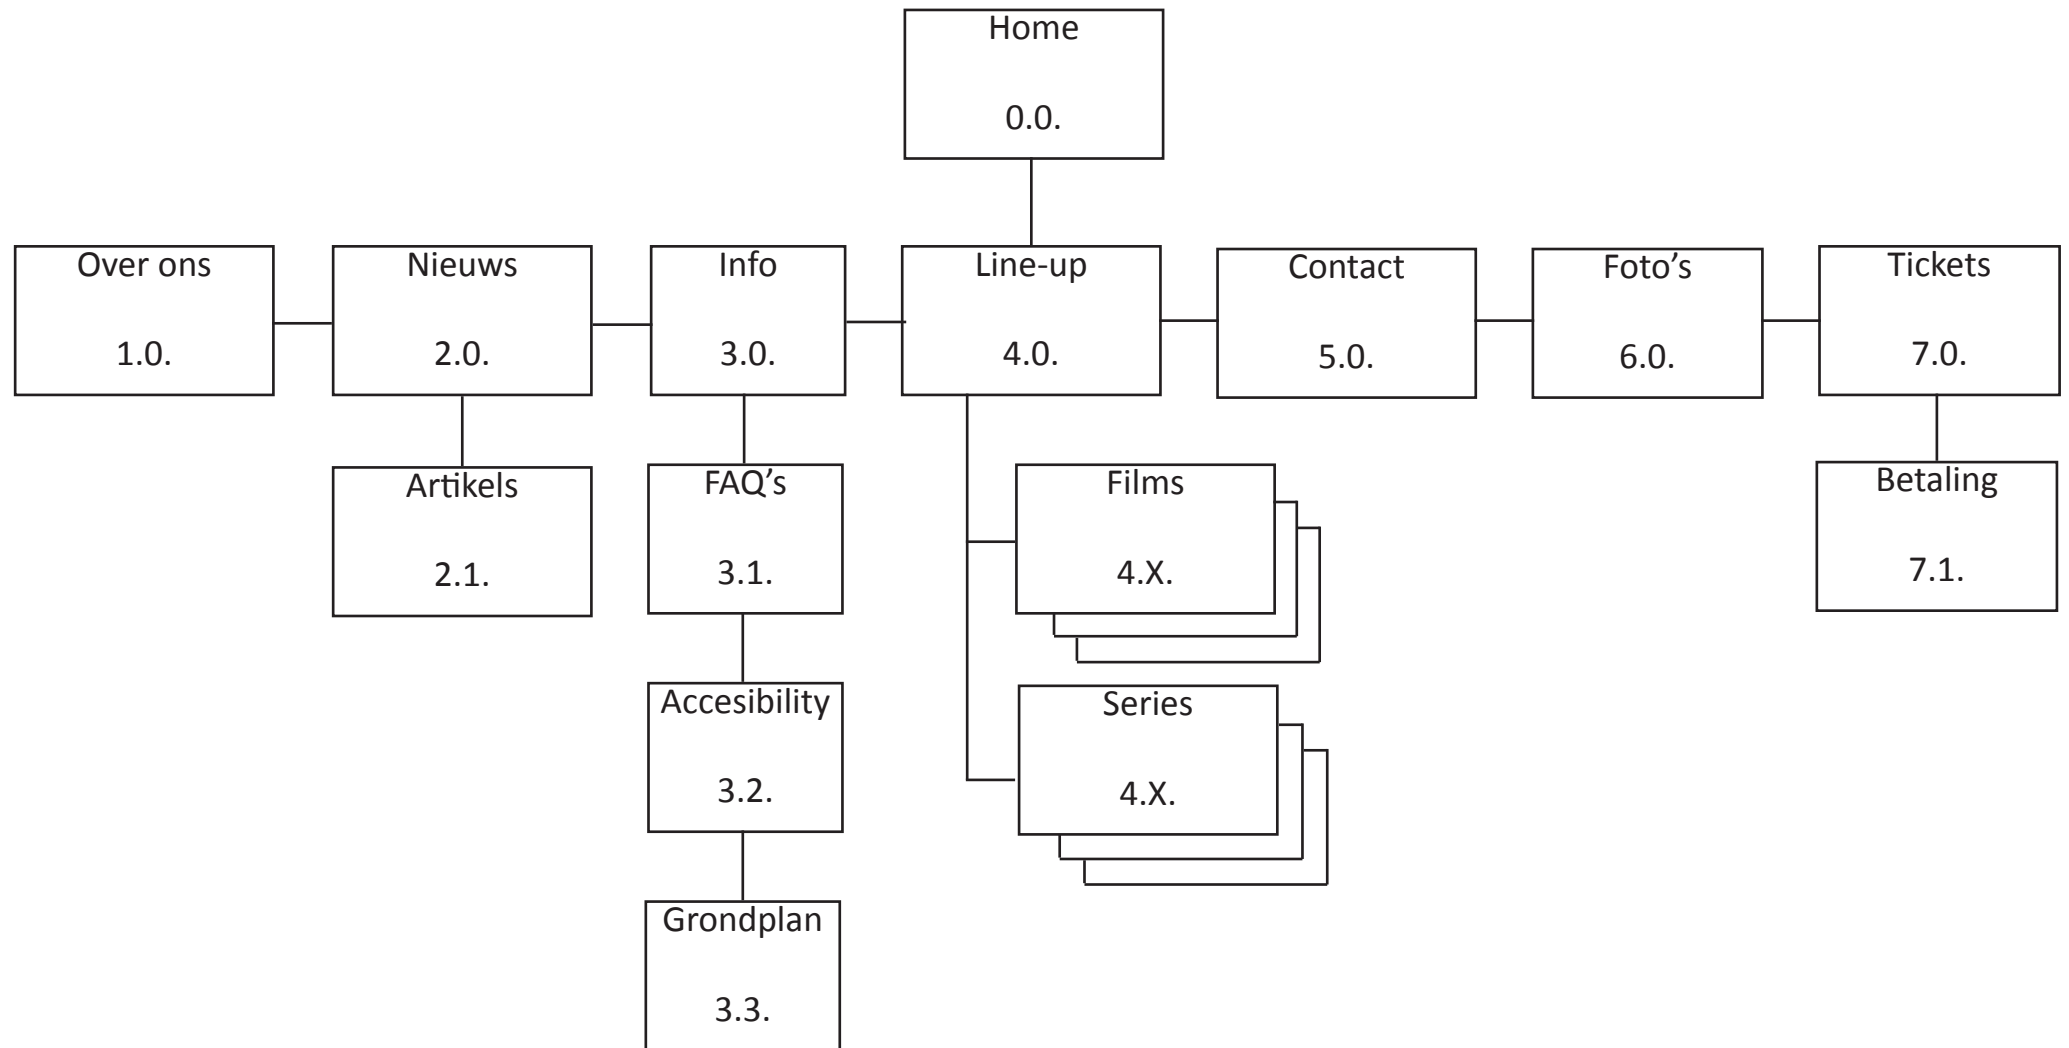 Home
0.0.
Over ons
1.0.
Nieuws
2.0.
Info
3.0.
Line-up
4.0.
Contact
5.0.
Foto’s
6.0.
Tickets
7.0.
Artikels
2.1.
FAQ’s
3.1.
Accesibility
3.2.
Grondplan
3.3.
Films
4.X.
Series
4.X.
Betaling
7.1.